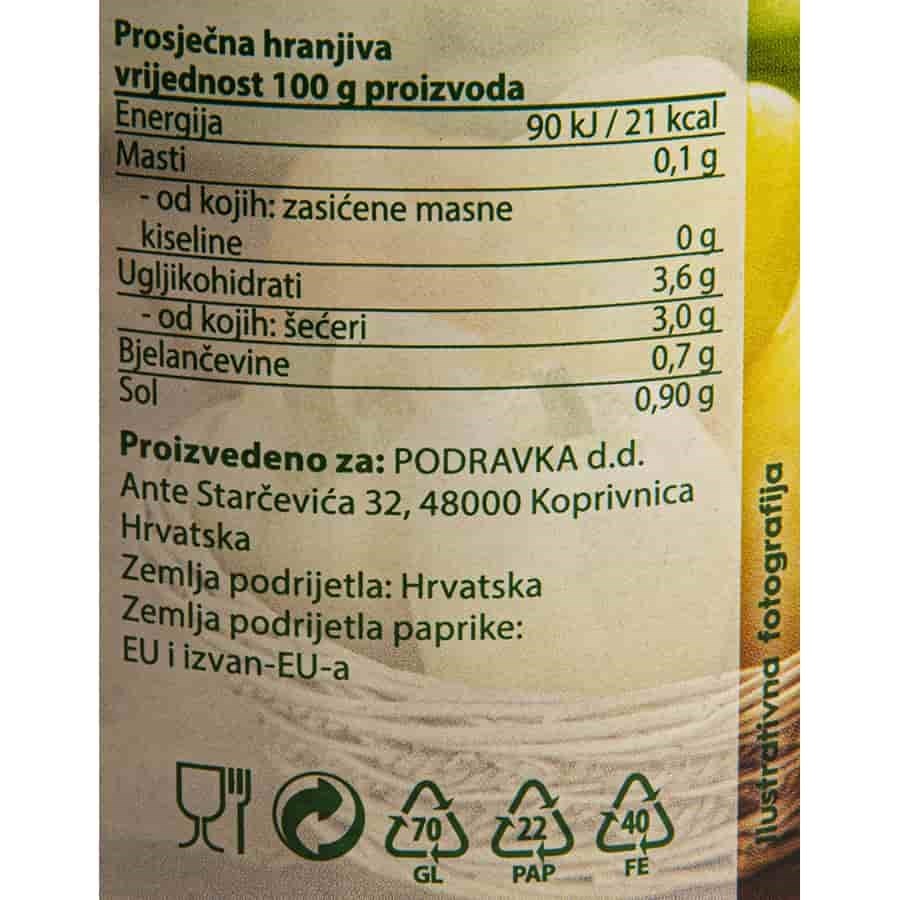 Prosječna hranjiva
vrijednost 100 g proizvoda
Energija 90 kJ / 21 kcal
Masti 0,1 g
- od kojih: zasićene masne
kiseline 0 g
Ugljikohidrati 3,6 g
- od kojih: šećeri 3,0 g
Bjelančevine 0,7 g
Sol 0,90 g
Proizvedeno za: PODRAVKA d.d.
Ante Starčevića 32, 48000 Koprivnica
Hrvatska
Zemlja podrijetla: Hrvatska
Zemlja podrijetla paprike:
EU i izvan-EU-a
70 22 40
GL PAP FE
Ilustrativna fotografija